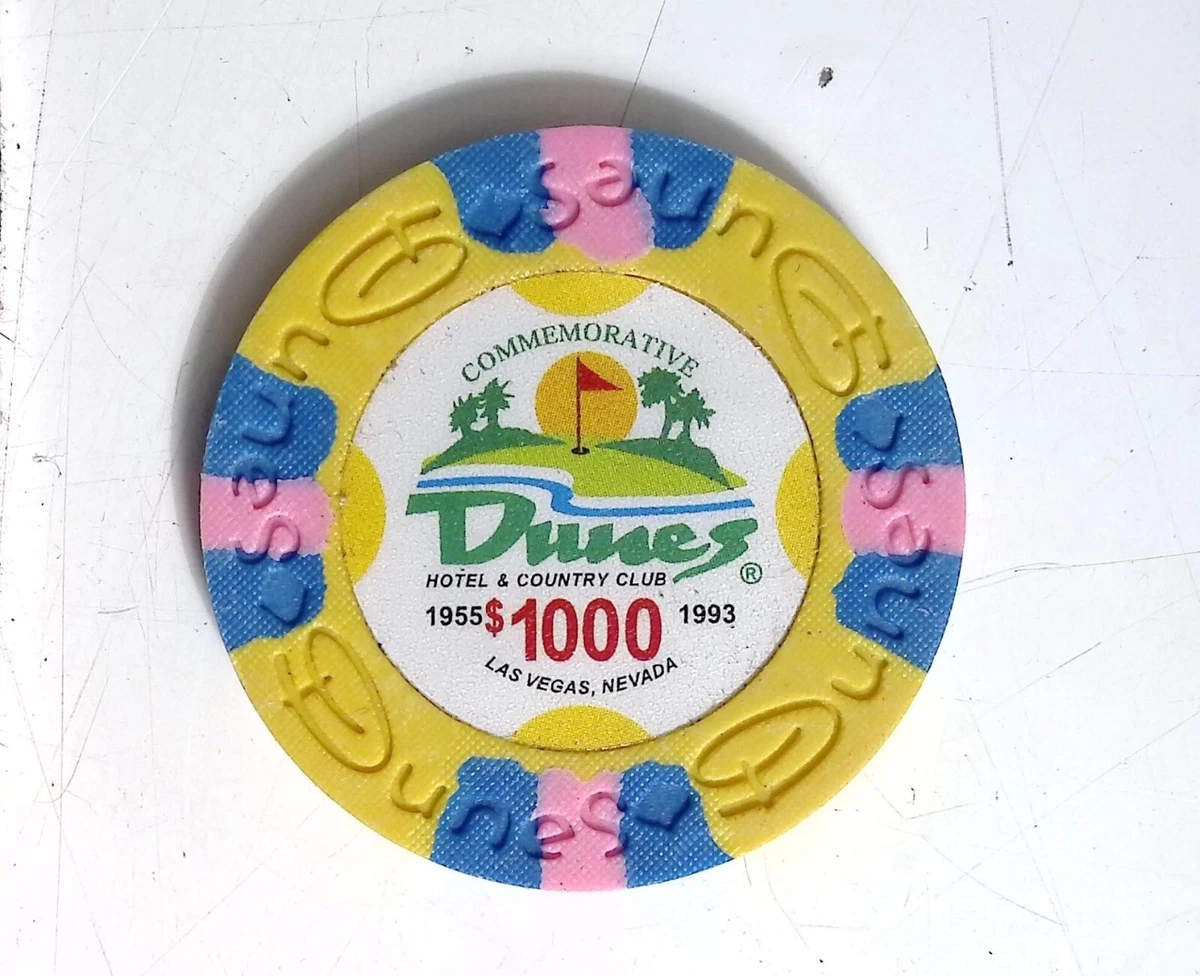 COMMEMORATIVE
Dunes ®
HOTEL & COUNTRY CLUB
1955 $1000 1993
LAS VEGAS, NEVADA
Dunes
Dunes
Dunes
Dunes